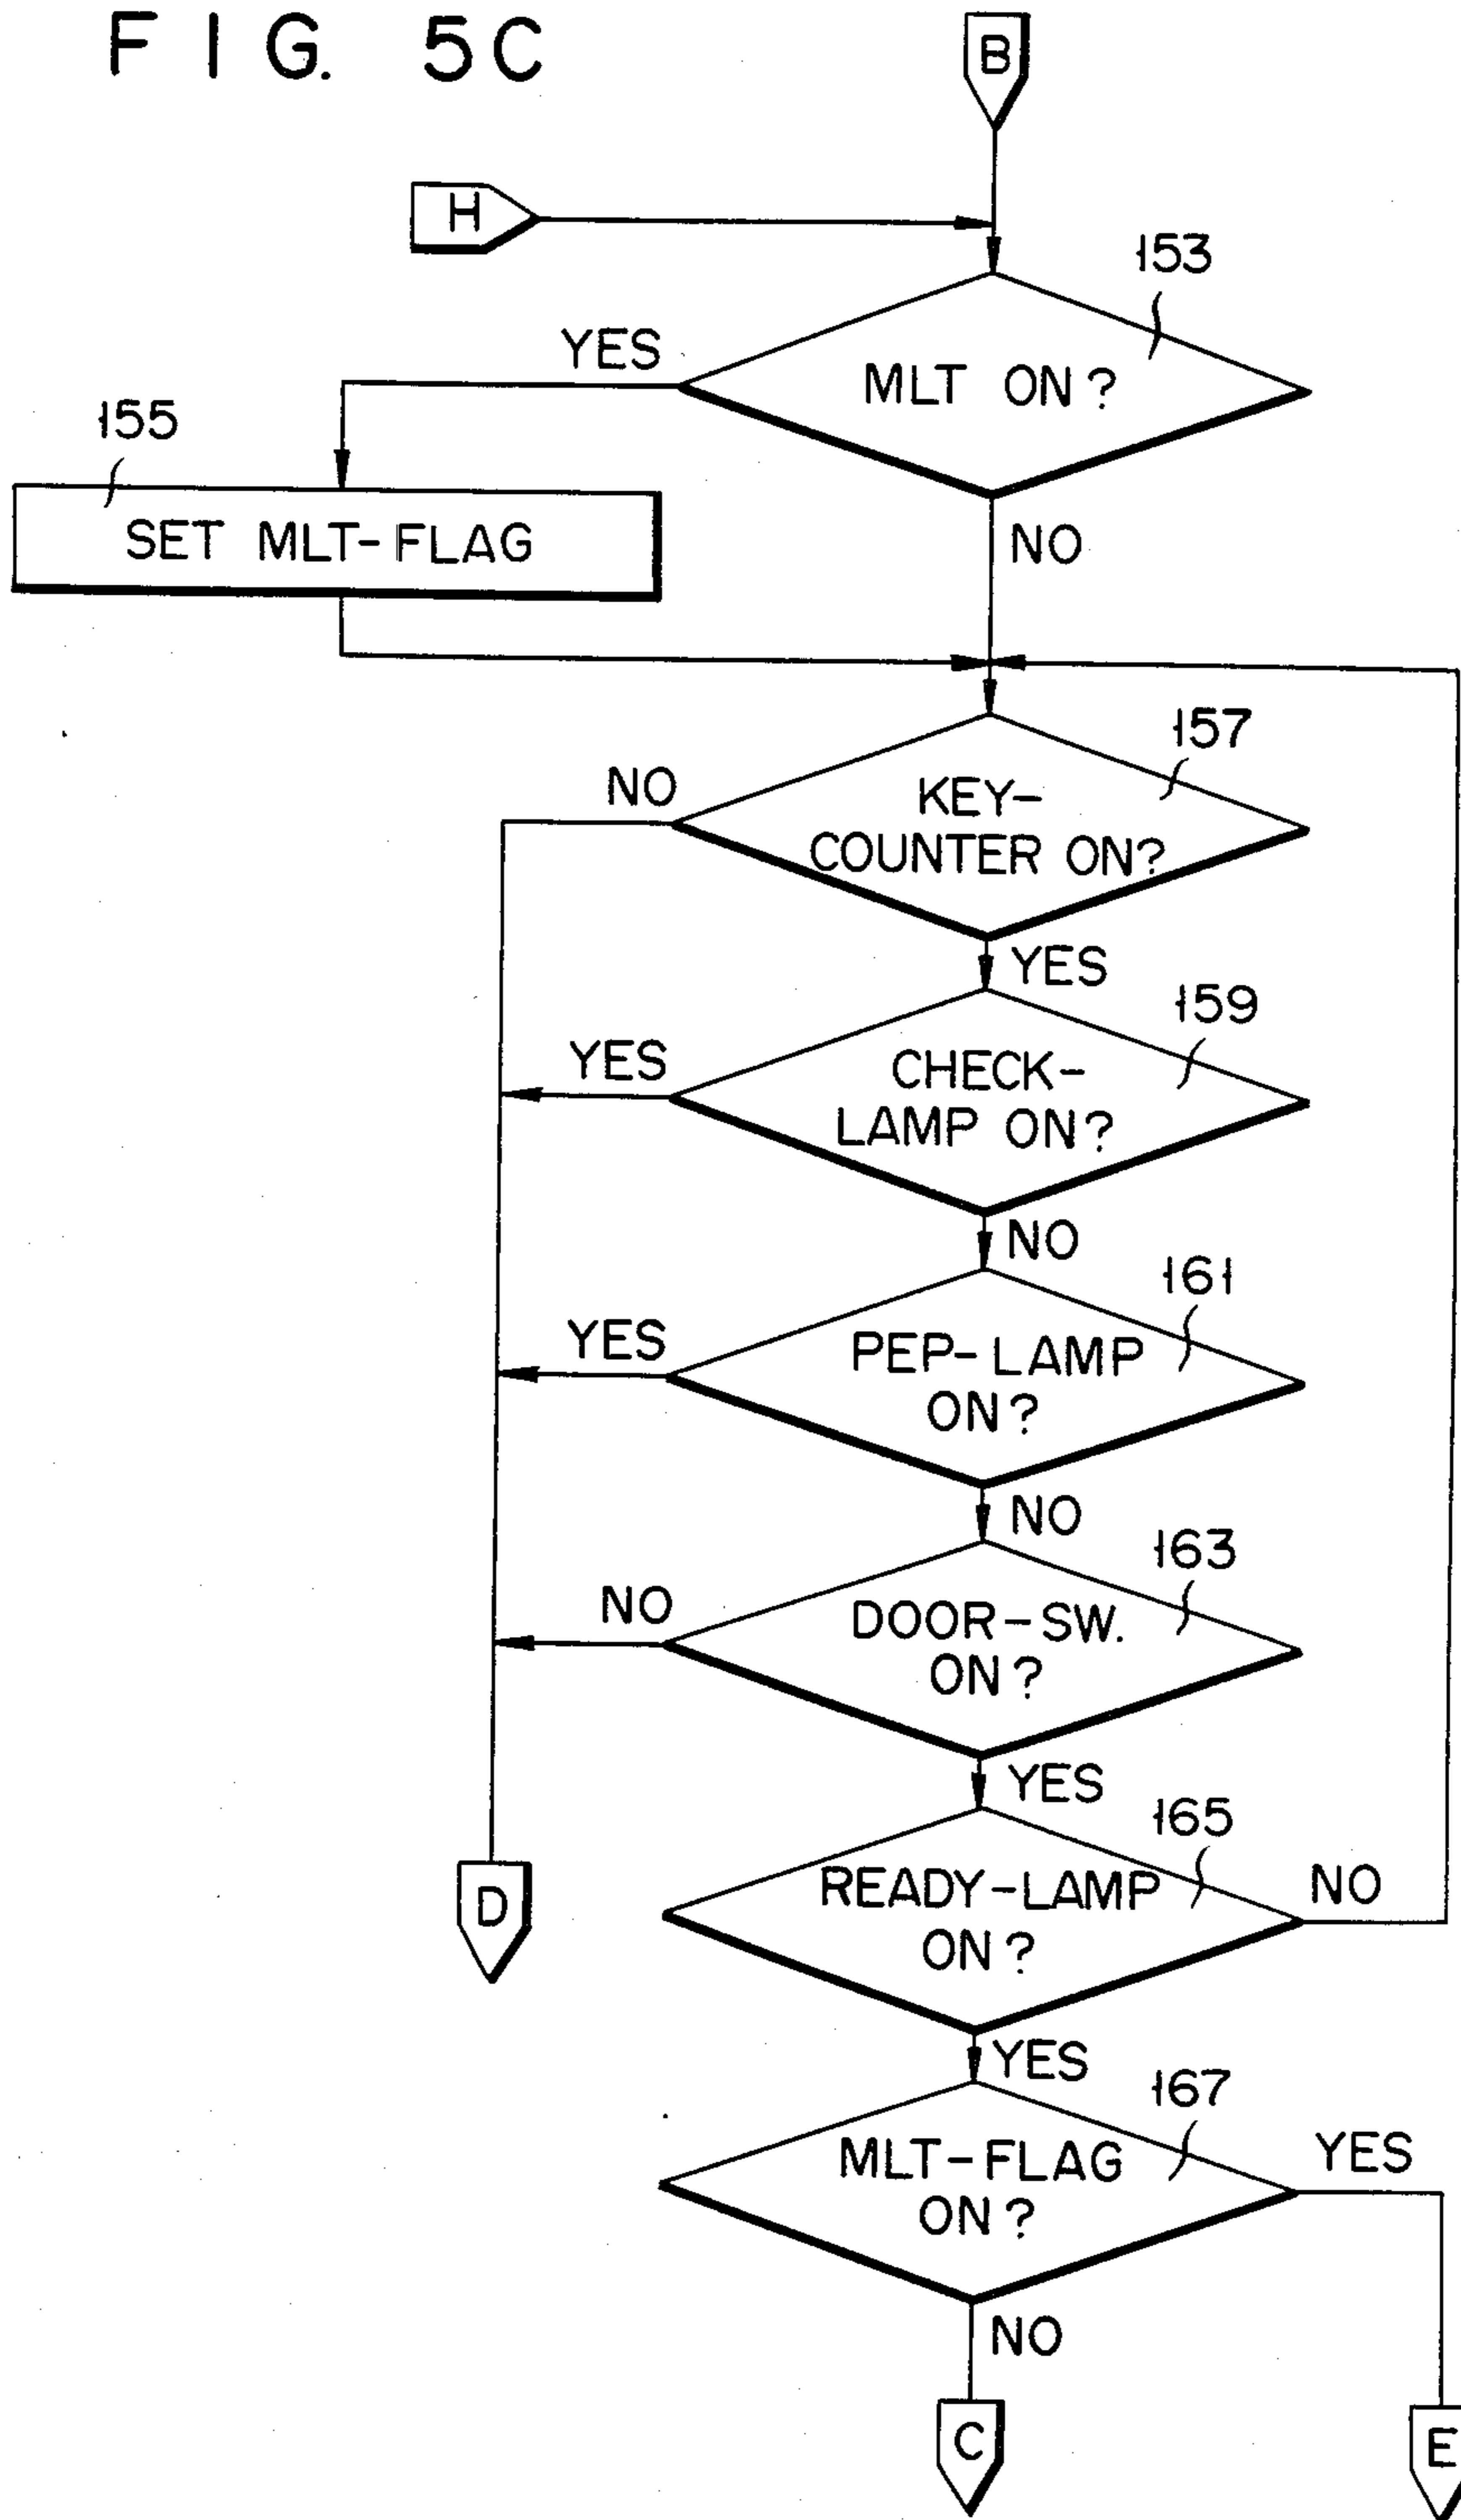 FIG. 5C
B
H
153
YES
MLT ON?
155
SET MLT-FLAG
NO
157
NO
KEY-
COUNTER ON?
YES
159
YES
CHECK-
LAMP ON?
NO
161
YES
PEP-LAMP
ON?
NO
163
NO
DOOR-SW.
ON?
YES
165
READY-LAMP
ON?
NO
D
YES
167
MLT-FLAG
ON?
YES
NO
C
E